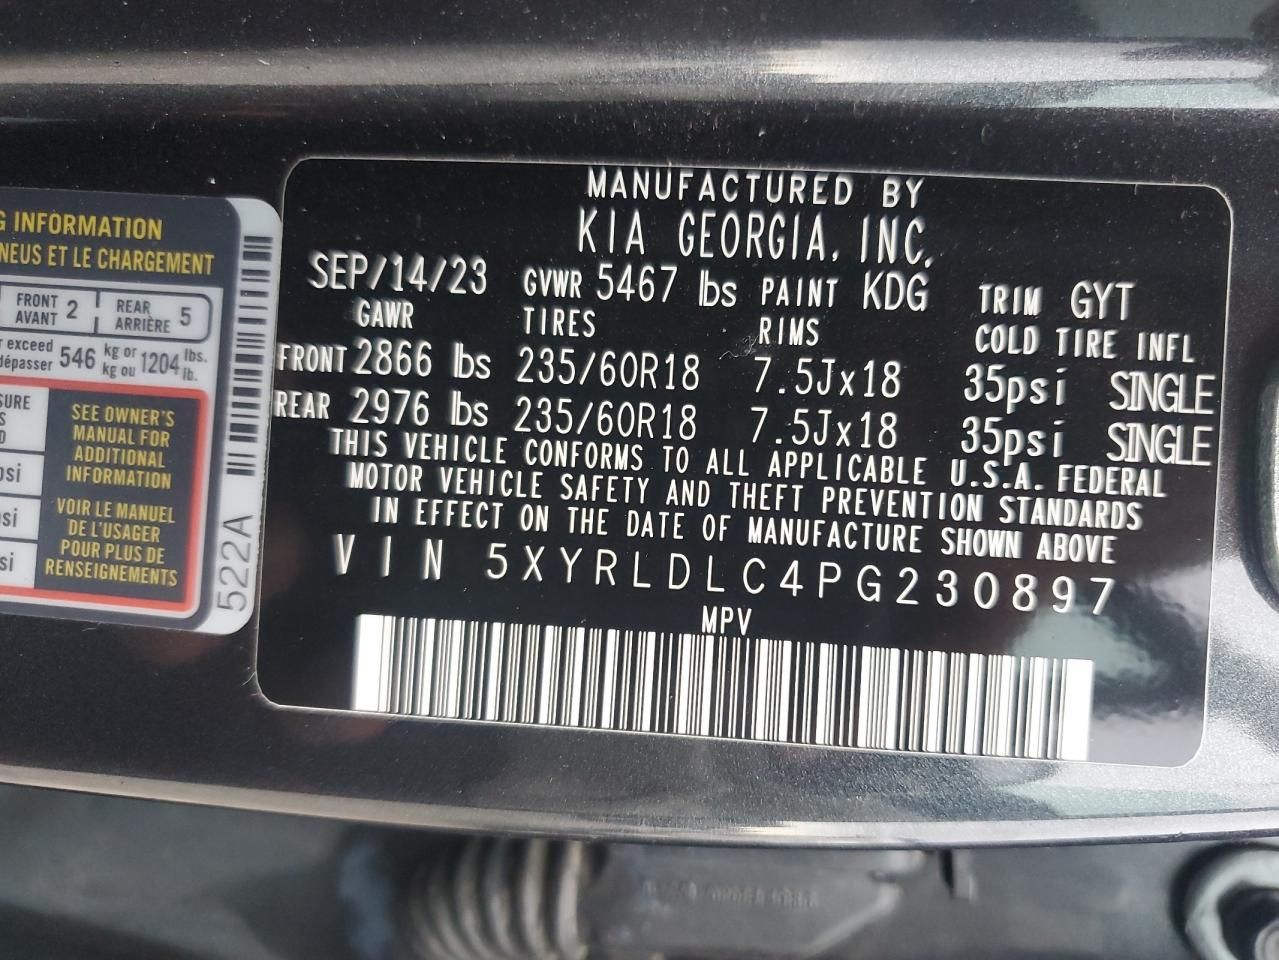 MANUFACTURED BY
KIA GEORGIA, INC.
SEP/14/23 GVWR 5467 lbs PAINT KDG TRIM GYT
GAWR TIRES RIMS COLD TIRE INFL
FRONT 2866 lbs 235/60R18 7.5Jx18 35psi SINGLE
REAR 2976 lbs 235/60R18 7.5Jx18 35psi SINGLE
THIS VEHICLE CONFORMS TO ALL APPLICABLE U.S.A. FEDERAL
MOTOR VEHICLE SAFETY AND THEFT PREVENTION STANDARDS
IN EFFECT ON THE DATE OF MANUFACTURE SHOWN ABOVE
VIN 5XYRLDLC4PG230897
MPV
G INFORMATION
NEUS ET LE CHARGEMENT
FRONT 2 REAR 5
AVANT ARRIÈRE
r exceed 546 kg or 1204 lbs.
dépasser kg ou lb.
SURE
S
D
psi
psi
si
SEE OWNER'S
MANUAL FOR
ADDITIONAL
INFORMATION
VOIR LE MANUEL
DE L'USAGER
POUR PLUS DE
RENSEIGNEMENTS
522A